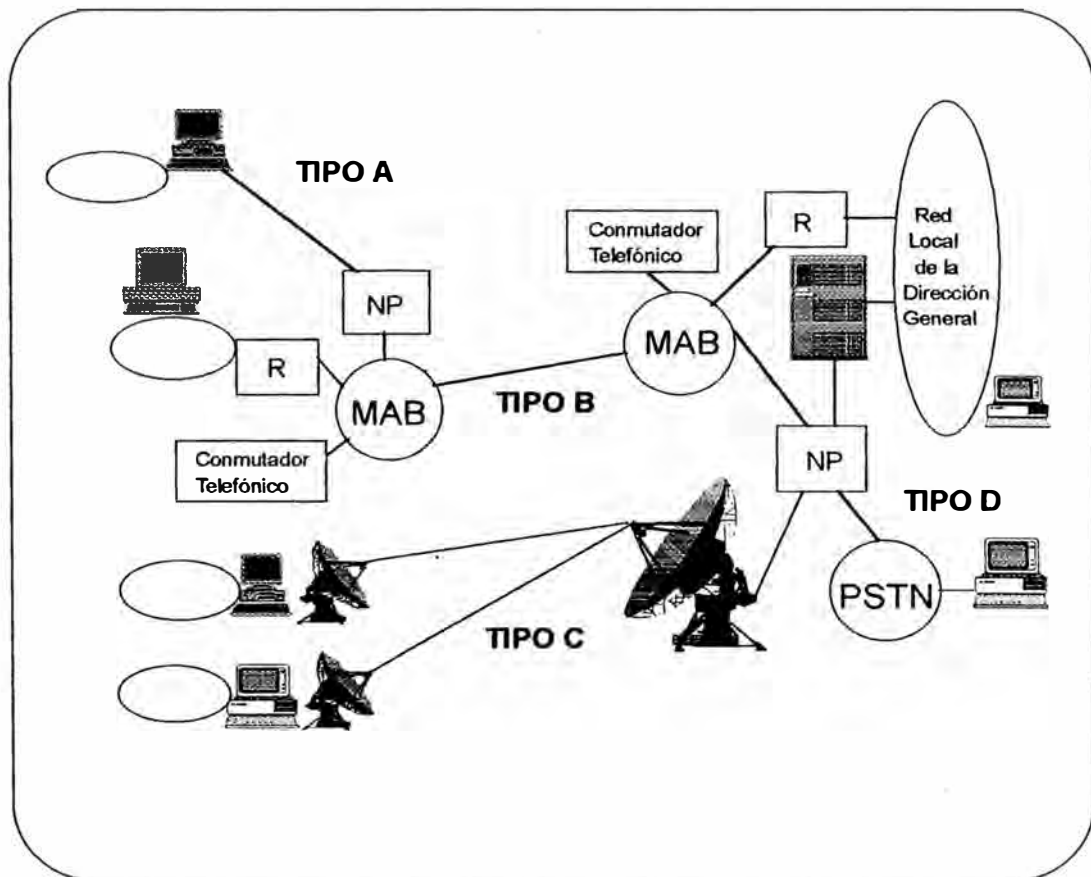 TIPO A
NP
R
MAB
Conmutador
Telefónico
TIPO B
Conmutador
Telefónico
MAB
R
Red
Local
de la
Dirección
General
NP
TIPO D
PSTN
TIPO C